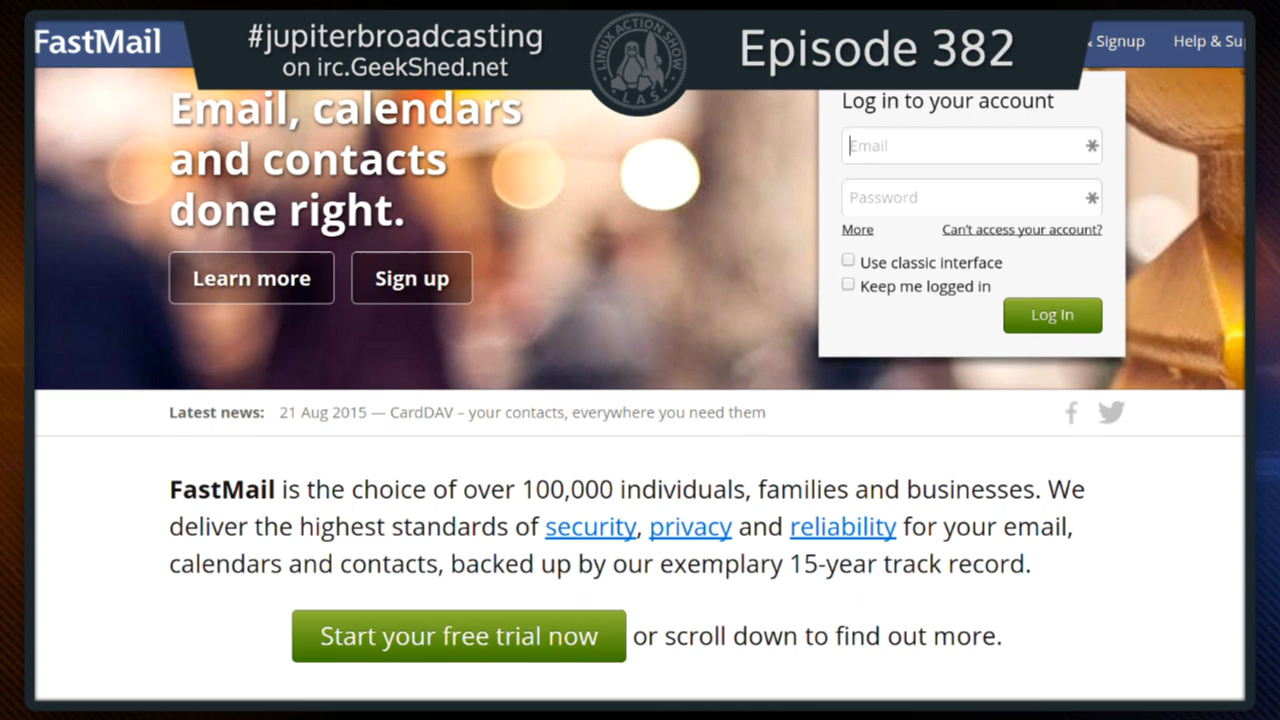 #jupiterbroadcasting
on irc.GeekShed.net
LINUX ACTION SHOW
L A S
Episode 382
FastMail
& Signup Help & Su
Email, calendars
and contacts
done right.
Learn more Sign up
Log in to your account
Email
Password
More Can't access your account?
Use classic interface
Keep me logged in
Log In
Latest news: 21 Aug 2015 — CardDAV – your contacts, everywhere you need them
FastMail is the choice of over 100,000 individuals, families and businesses. We
deliver the highest standards of security, privacy and reliability for your email,
calendars and contacts, backed up by our exemplary 15-year track record.
Start your free trial now or scroll down to find out more.